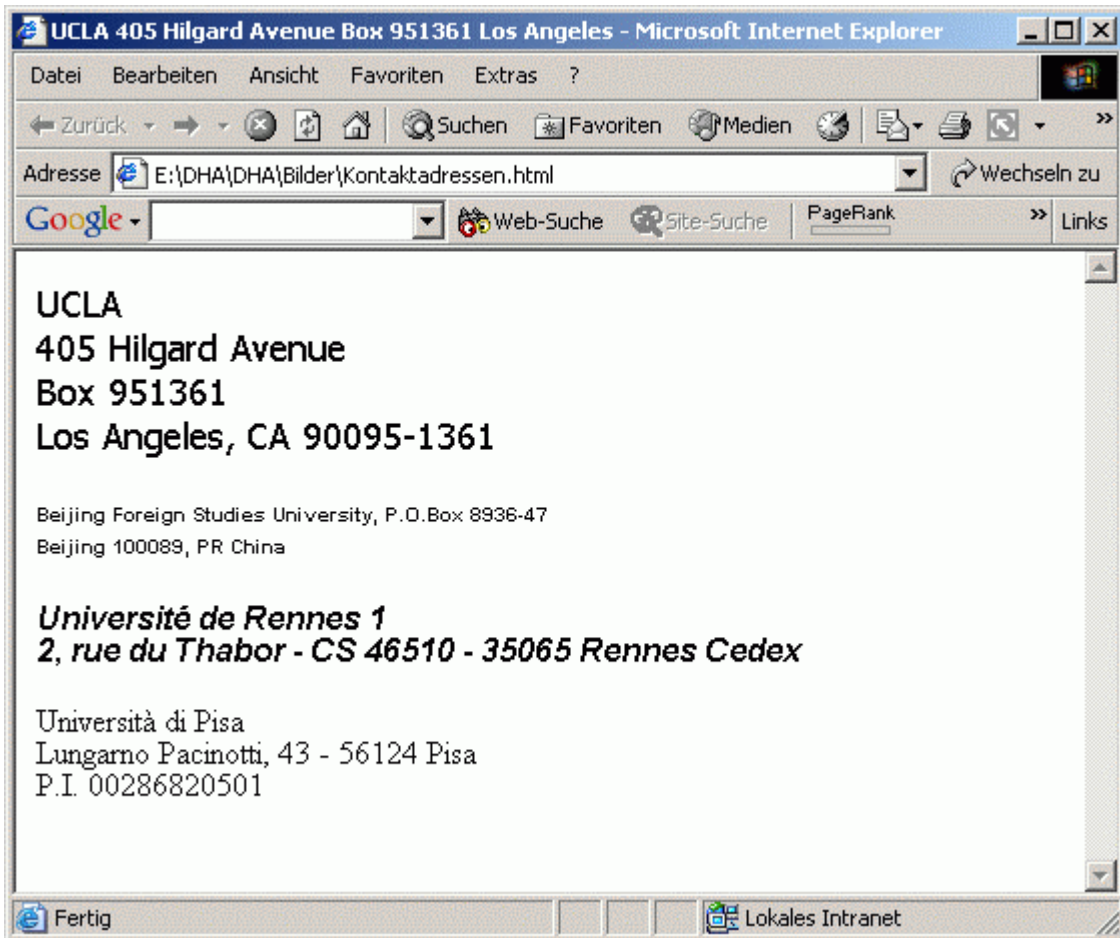 UCLA 405 Hilgard Avenue Box 951361 Los Angeles - Microsoft Internet Explorer
Datei Bearbeiten Ansicht Favoriten Extras ?
Zurück Suchen Favoriten Medien »
Adresse E:\DHA\DHA\Bilder\Kontaktadressen.html Wechseln zu
Google Web-Suche Site-Suche PageRank » Links
UCLA
405 Hilgard Avenue
Box 951361
Los Angeles, CA 90095-1361
Beijing Foreign Studies University, P.O.Box 8936-47
Beijing 100089, PR China
Université de Rennes 1
2, rue du Thabor - CS 46510 - 35065 Rennes Cedex
Università di Pisa
Lungarno Pacinotti, 43 - 56124 Pisa
P.I. 00286820501
Fertig Lokales Intranet